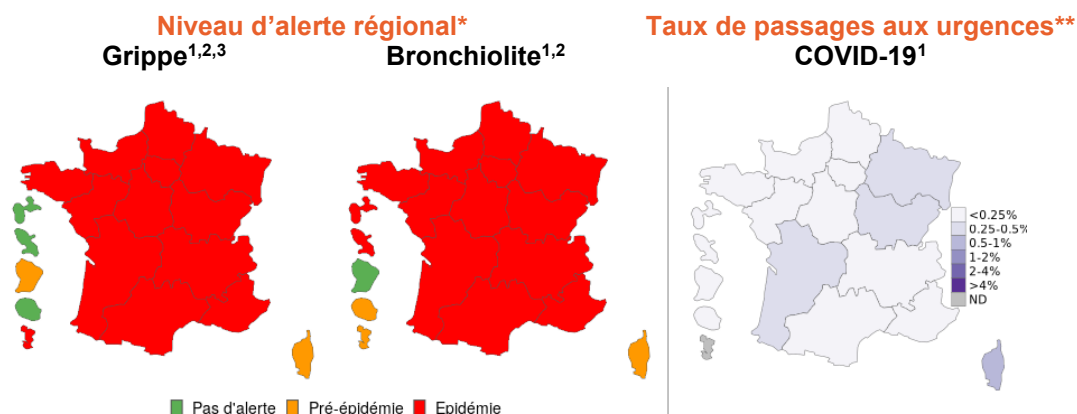 Niveau d’alerte régional*
Grippe1,2,3
Bronchiolite1,2
Pas d'alerte
Pré-épidémie
Epidémie
Taux de passages aux urgences**
COVID-191
<0.25%
0.25-0.5%
0.5-1%
1-2%
2-4%
>4%
ND